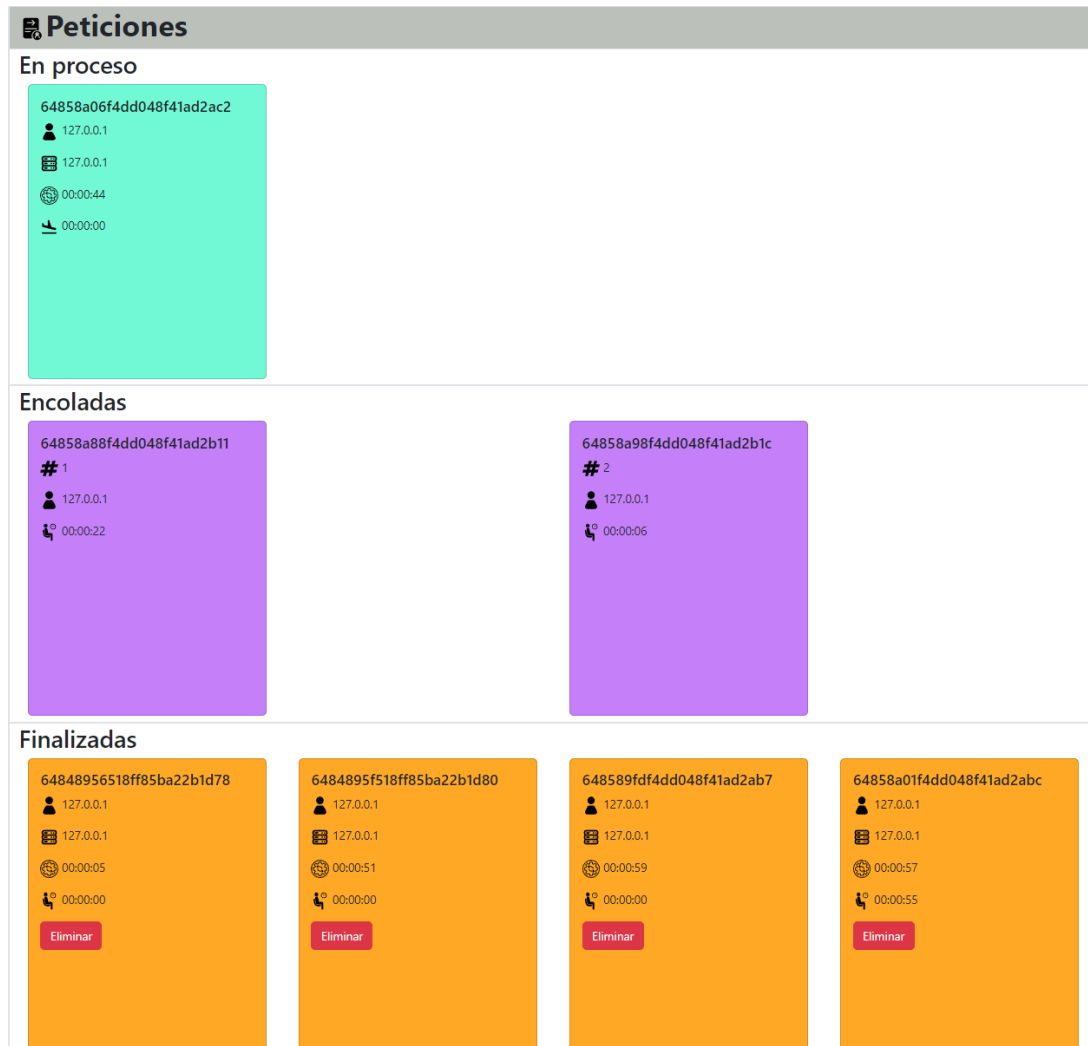 Peticiones
En proceso
64858a06f4dd048f41ad2ac2
127.0.0.1
127.0.0.1
00:00:44
00:00:00
Encoladas
64858a88f4dd048f41ad2b11
# 1
127.0.0.1
00:00:22
64858a98f4dd048f41ad2b1c
# 2
127.0.0.1
00:00:06
Finalizadas
64848956518ff85ba22b1d78
127.0.0.1
127.0.0.1
00:00:05
00:00:00
Eliminar
6484895f518ff85ba22b1d80
127.0.0.1
127.0.0.1
00:00:51
00:00:00
Eliminar
648589fdf4dd048f41ad2ab7
127.0.0.1
127.0.0.1
00:00:59
00:00:00
Eliminar
64858a01f4dd048f41ad2abc
127.0.0.1
127.0.0.1
00:00:57
00:00:55
Eliminar